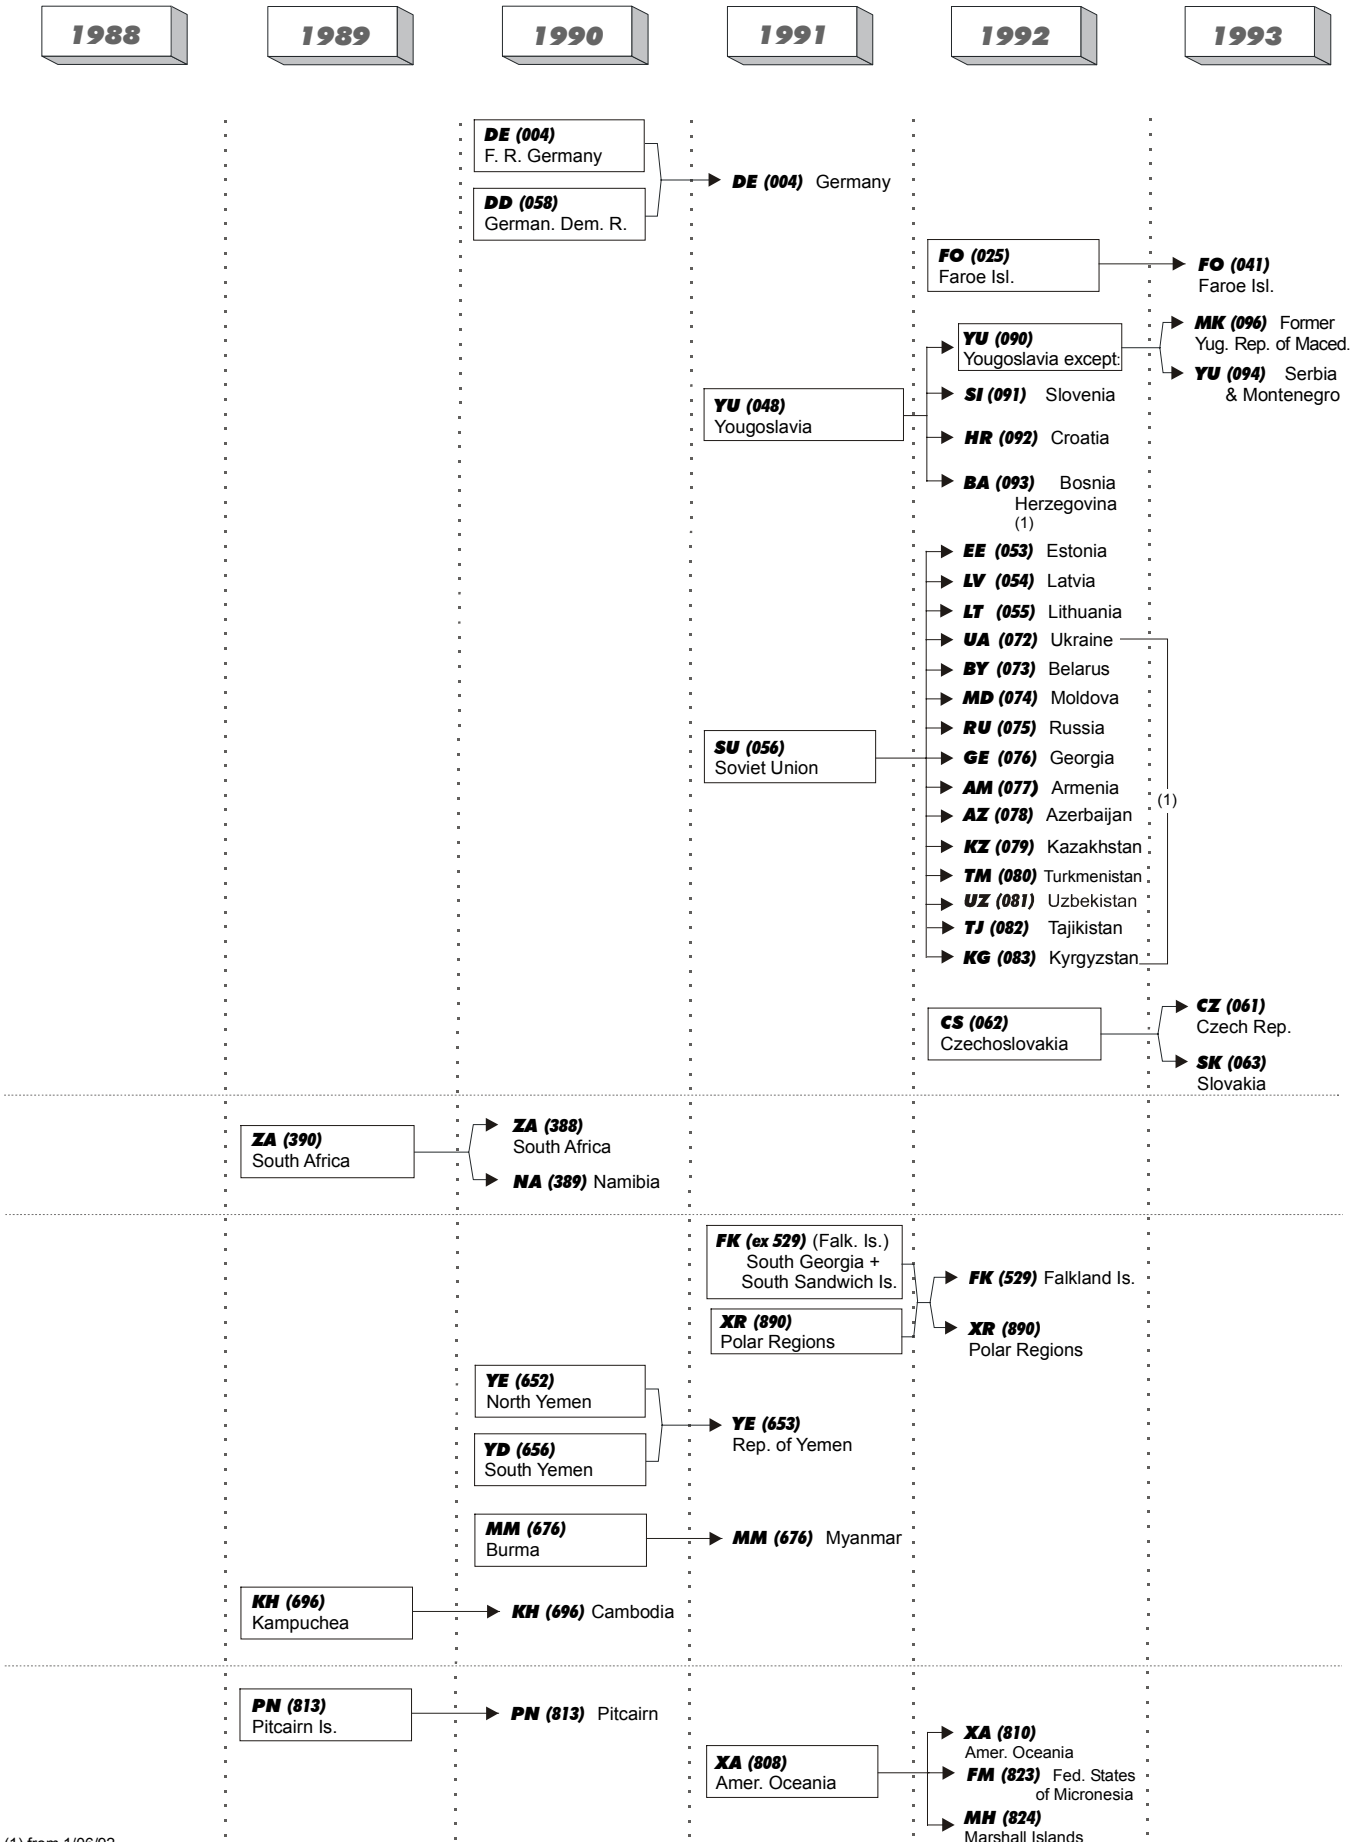 1988
1989
1990
1991
1992
1993
DE (004)
F. R. Germany
DD (058)
German. Dem. R.
DE (004) Germany
FO (025)
Faroe Isl.
FO (041)
Faroe Isl.
YU (048)
Yougoslavia
YU (090)
Yougoslavia except:
SI (091) Slovenia
HR (092) Croatia
BA (093) Bosnia
Herzegovina
(1)
MK (096) Former
Yug. Rep. of Maced.
YU (094) Serbia
& Montenegro
SU (056)
Soviet Union
EE (053) Estonia
LV (054) Latvia
LT (055) Lithuania
UA (072) Ukraine
BY (073) Belarus
MD (074) Moldova
RU (075) Russia
GE (076) Georgia
AM (077) Armenia
AZ (078) Azerbaijan
KZ (079) Kazakhstan
TM (080) Turkmenistan
UZ (081) Uzbekistan
TJ (082) Tajikistan
KG (083) Kyrgyzstan
(1)
CS (062)
Czechoslovakia
CZ (061)
Czech Rep.
SK (063)
Slovakia
ZA (390)
South Africa
ZA (388)
South Africa
NA (389) Namibia
FK (ex 529) (Falk. Is.)
South Georgia +
South Sandwich Is.
XR (890)
Polar Regions
FK (529) Falkland Is.
XR (890)
Polar Regions
YE (652)
North Yemen
YD (656)
South Yemen
YE (653)
Rep. of Yemen
MM (676)
Burma
MM (676) Myanmar
KH (696)
Kampuchea
KH (696) Cambodia
PN (813)
Pitcairn Is.
PN (813) Pitcairn
XA (808)
Amer. Oceania
XA (810)
Amer. Oceania
FM (823) Fed. States
of Micronesia
MH (824)
Marshall Islands
(1) from